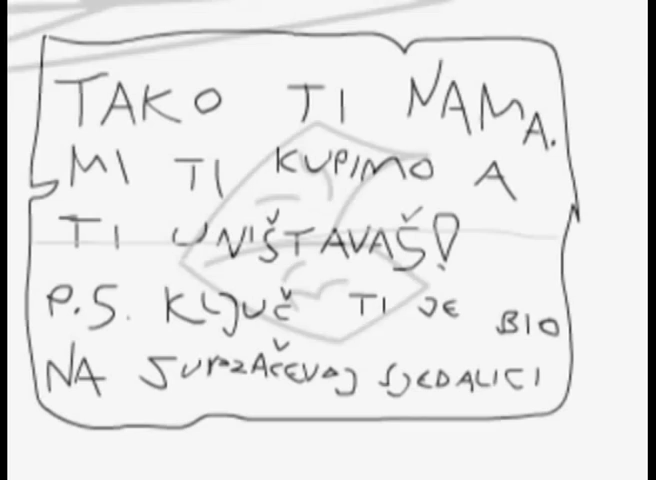 TAKO TI NAMA.
MI TI KUPIMO A
TI UNIŠTAVAŠ!
P.S. KLJUČ TI JE BIO
NA SUVOZAČEVOJ SJEDALICI